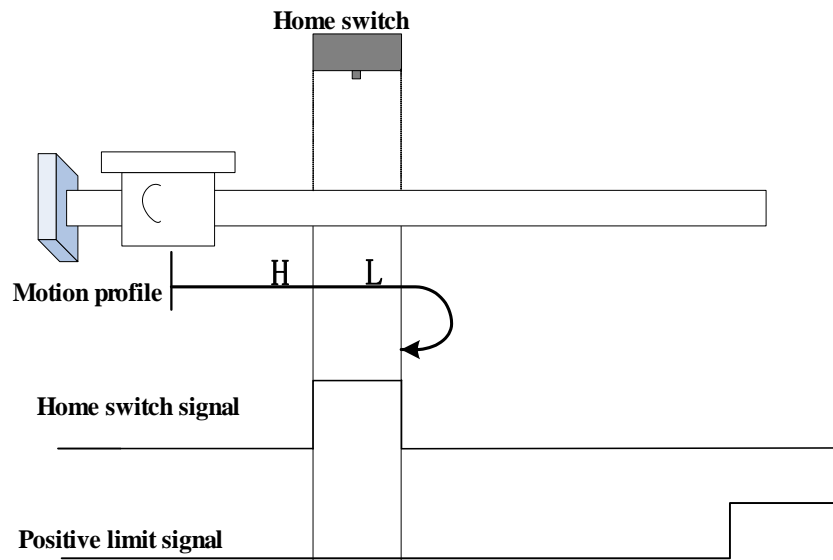 Home switch
H L
Motion profile
Home switch signal
Positive limit signal